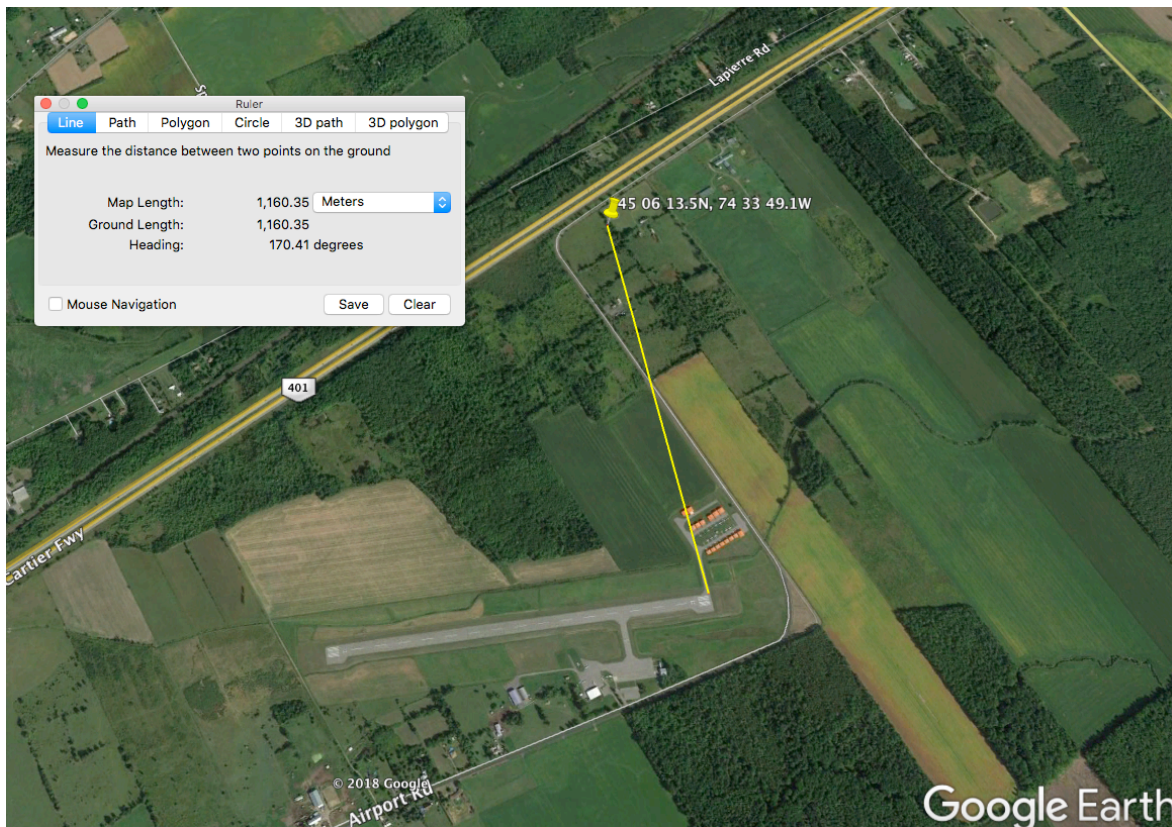 Lapierre Rd
Ruler
Line Path Polygon Circle 3D path 3D polygon
Measure the distance between two points on the ground
Map Length: 1,160.35 Meters
Ground Length: 1,160.35
Heading: 170.41 degrees
Mouse Navigation Save Clear
45 06 13.5N, 74 33 49.1W
401
Cartier Fwy
© 2018 Google
Airport Rd
Google Earth